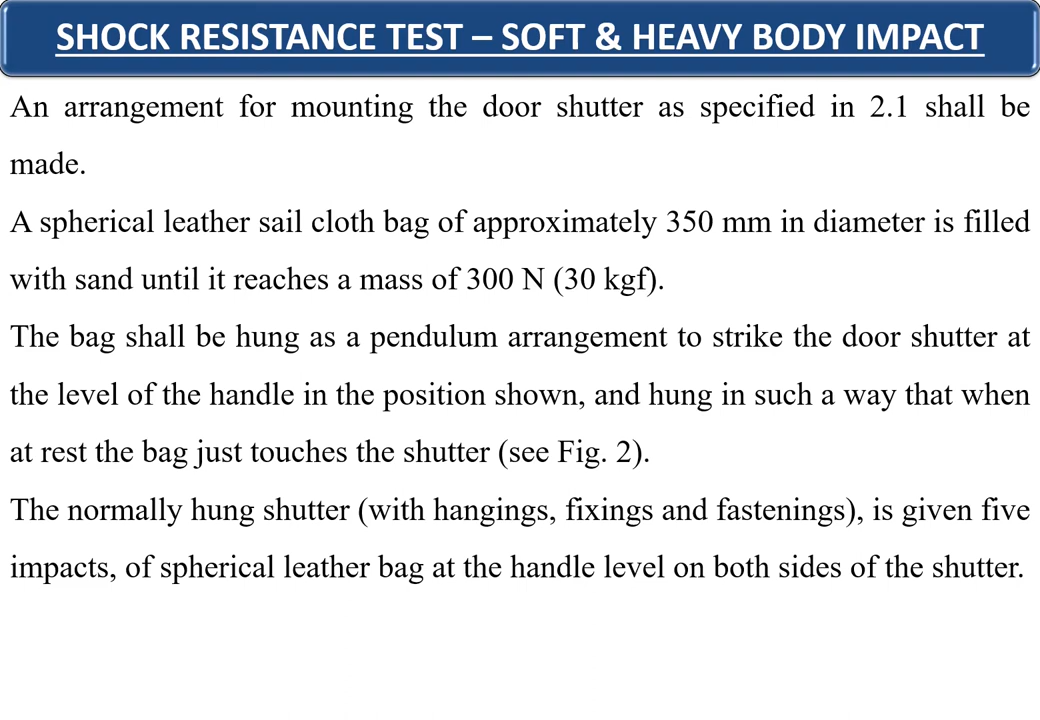 SHOCK RESISTANCE TEST – SOFT & HEAVY BODY IMPACT
An arrangement for mounting the door shutter as specified in 2.1 shall be
made.
A spherical leather sail cloth bag of approximately 350 mm in diameter is filled
with sand until it reaches a mass of 300 N (30 kgf).
The bag shall be hung as a pendulum arrangement to strike the door shutter at
the level of the handle in the position shown, and hung in such a way that when
at rest the bag just touches the shutter (see Fig. 2).
The normally hung shutter (with hangings, fixings and fastenings), is given five
impacts, of spherical leather bag at the handle level on both sides of the shutter.